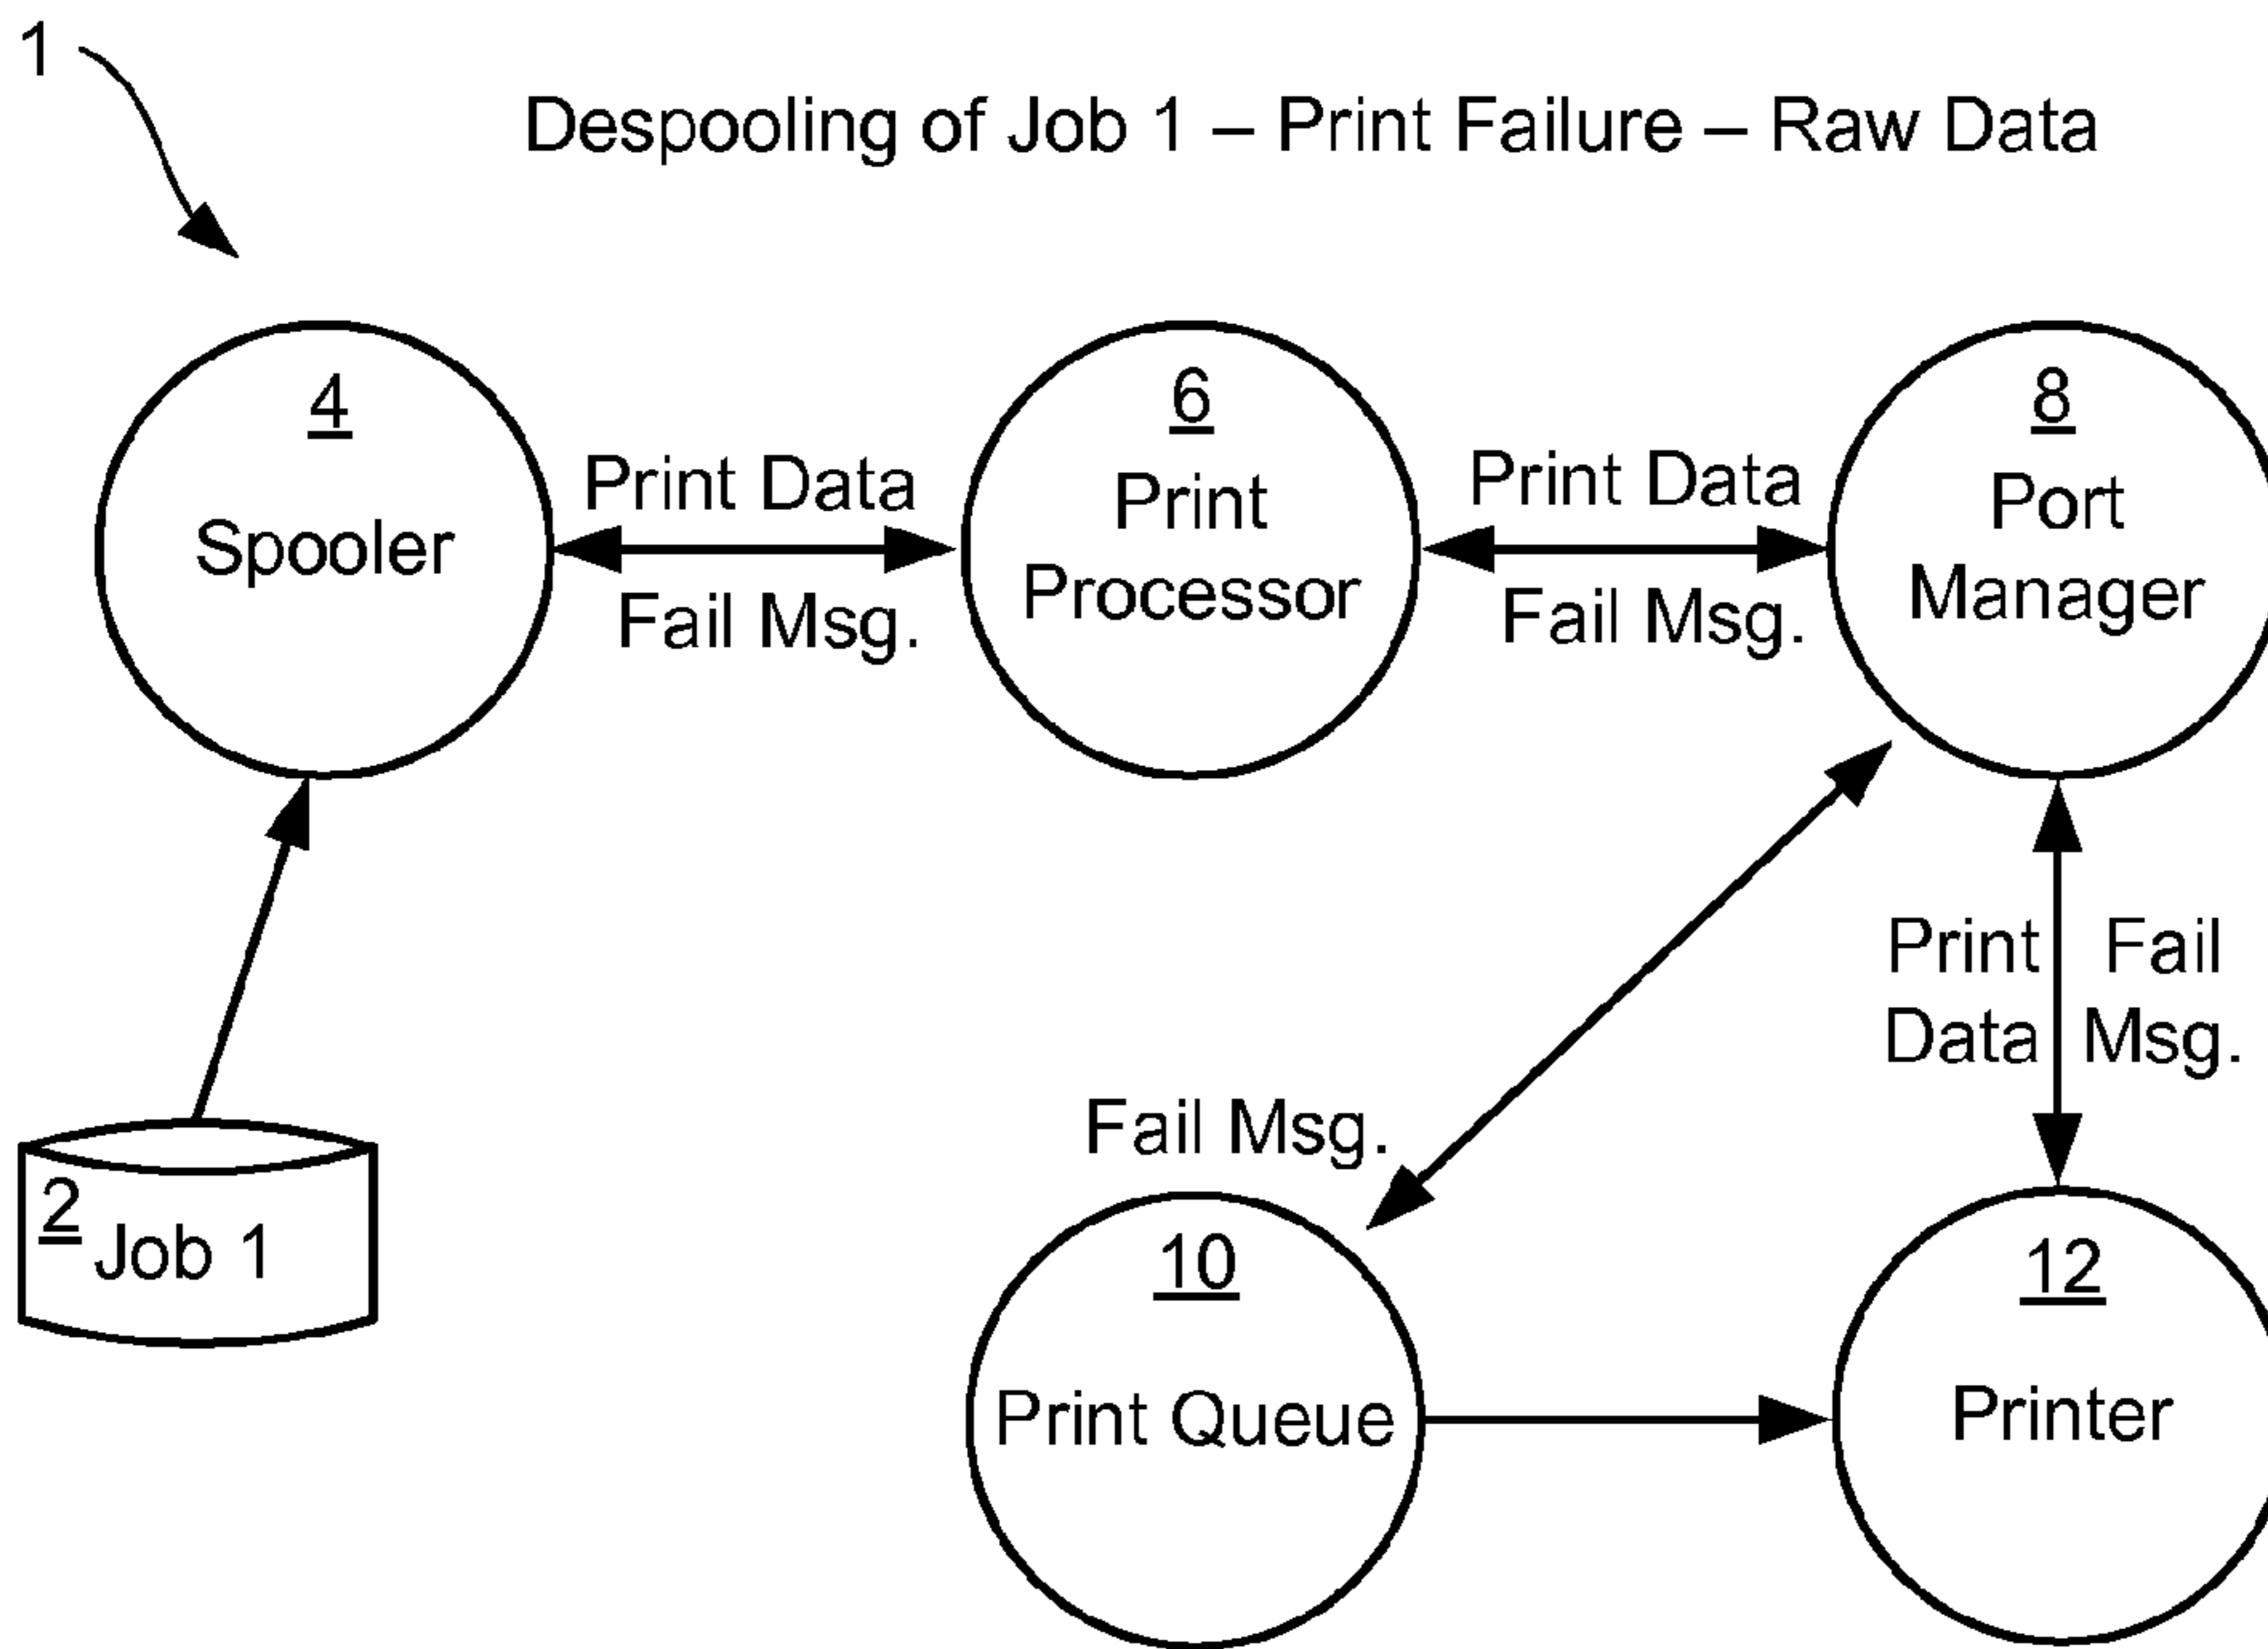 1
Despooling of Job 1 – Print Failure – Raw Data
4
Spooler
Print Data
Fail Msg.
6
Print
Processor
Print Data
Fail Msg.
8
Port
Manager
Print
Data
Fail
Msg.
Fail Msg.
2
Job 1
10
Print Queue
12
Printer